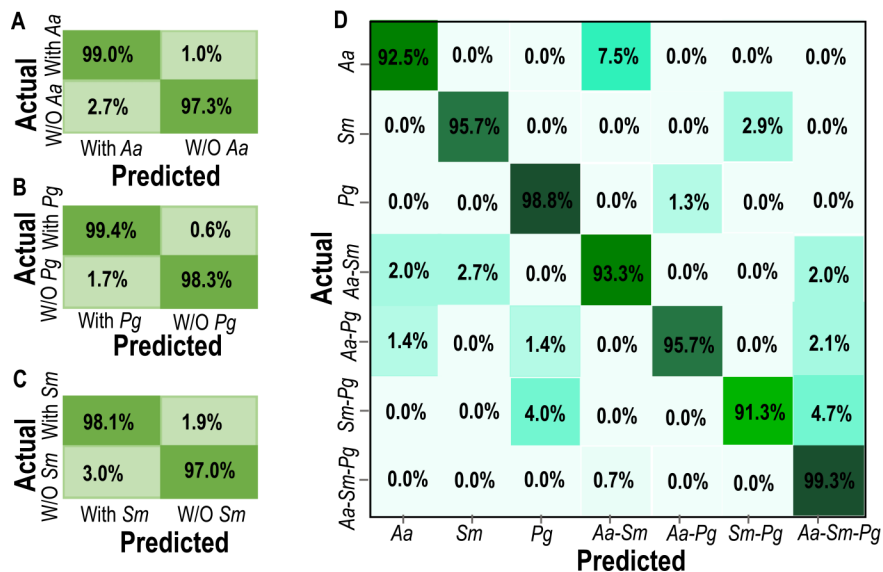 A
Actual
With Aa
W/O Aa
99.0% 1.0%
2.7% 97.3%
With Aa W/O Aa
Predicted
B
Actual
With Pg
W/O Pg
99.4% 0.6%
1.7% 98.3%
With Pg W/O Pg
Predicted
C
Actual
With Sm
W/O Sm
98.1% 1.9%
3.0% 97.0%
With Sm W/O Sm
Predicted
D
Actual
Aa 92.5% 0.0% 0.0% 7.5% 0.0% 0.0% 0.0%
Sm 0.0% 95.7% 0.0% 0.0% 0.0% 2.9% 0.0%
Pg 0.0% 0.0% 98.8% 0.0% 1.3% 0.0% 0.0%
Aa-Sm 2.0% 2.7% 0.0% 93.3% 0.0% 0.0% 2.0%
Aa-Pg 1.4% 0.0% 1.4% 0.0% 95.7% 0.0% 2.1%
Sm-Pg 0.0% 0.0% 4.0% 0.0% 0.0% 91.3% 4.7%
Aa-Sm-Pg 0.0% 0.0% 0.0% 0.7% 0.0% 0.0% 99.3%
Aa Sm Pg Aa-Sm Aa-Pg Sm-Pg Aa-Sm-Pg
Predicted